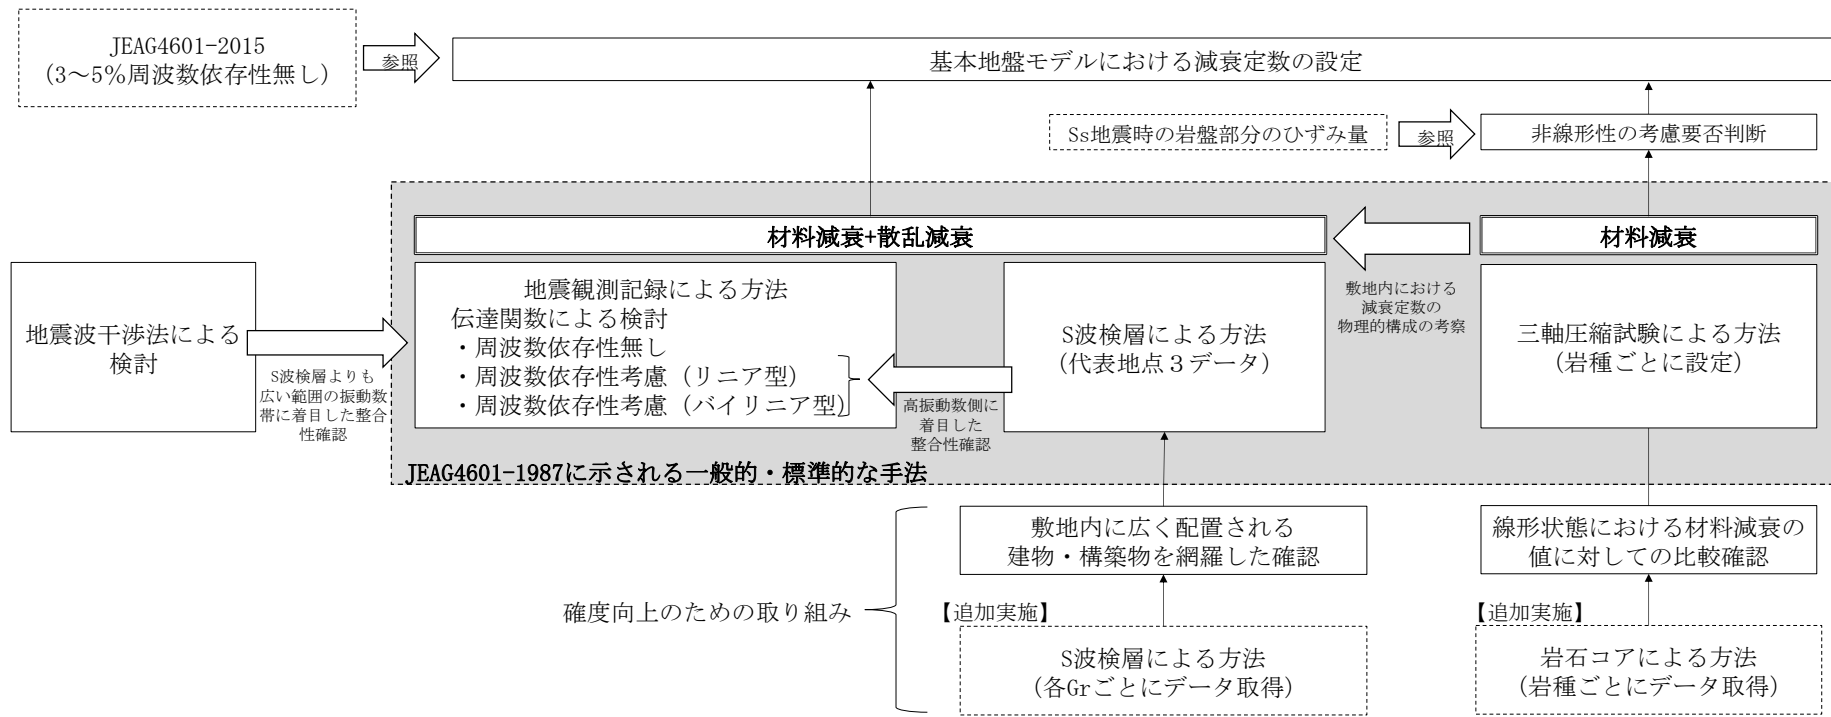 JEAG4601-2015
(3～5%周波数依存性無し)
参照
基本地盤モデルにおける減衰定数の設定
Ss地震時の岩盤部分のひずみ量
参照
非線形性の考慮要否判断
材料減衰+散乱減衰
材料減衰
地震波干渉法による
検討
S波検層よりも
広い範囲の振動数
帯に着目した整合
性確認
地震観測記録による方法
伝達関数による検討
・周波数依存性無し
・周波数依存性考慮（リニア型）
・周波数依存性考慮（バイリニア型）
高振動数側に
着目した
整合性確認
S波検層による方法
(代表地点３データ)
敷地内における
減衰定数の
物理的構成の考察
三軸圧縮試験による方法
(岩種ごとに設定)
JEAG4601-1987に示される一般的・標準的な手法
確度向上のための取り組み
敷地内に広く配置される
建物・構築物を網羅した確認
【追加実施】
S波検層による方法
(各Grごとにデータ取得)
線形状態における材料減衰の
値に対しての比較確認
【追加実施】
岩石コアによる方法
(岩種ごとにデータ取得)